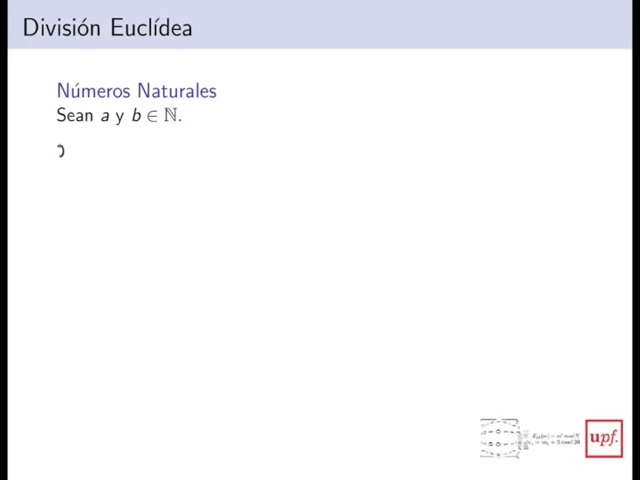 División Euclídea
Números Naturales
Sean a y b ∈ ℕ.
upf.